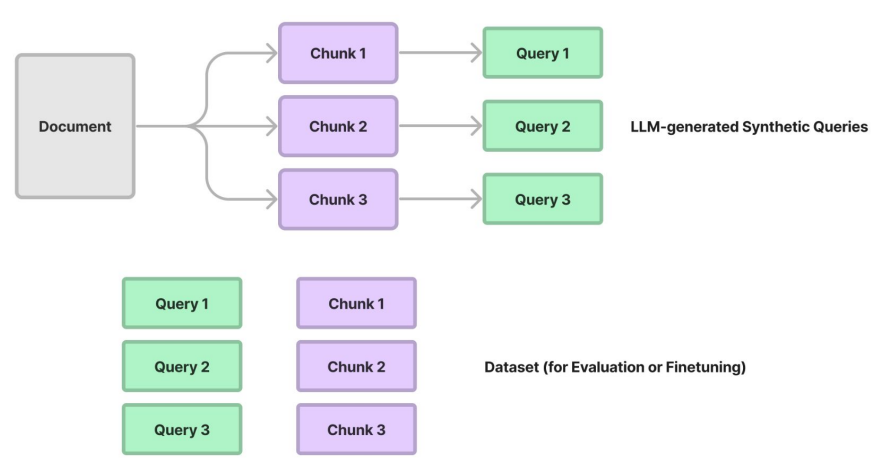 Document
Chunk 1
Query 1
Chunk 2
Query 2
LLM-generated Synthetic Queries
Chunk 3
Query 3
Query 1
Chunk 1
Query 2
Chunk 2
Dataset (for Evaluation or Finetuning)
Query 3
Chunk 3